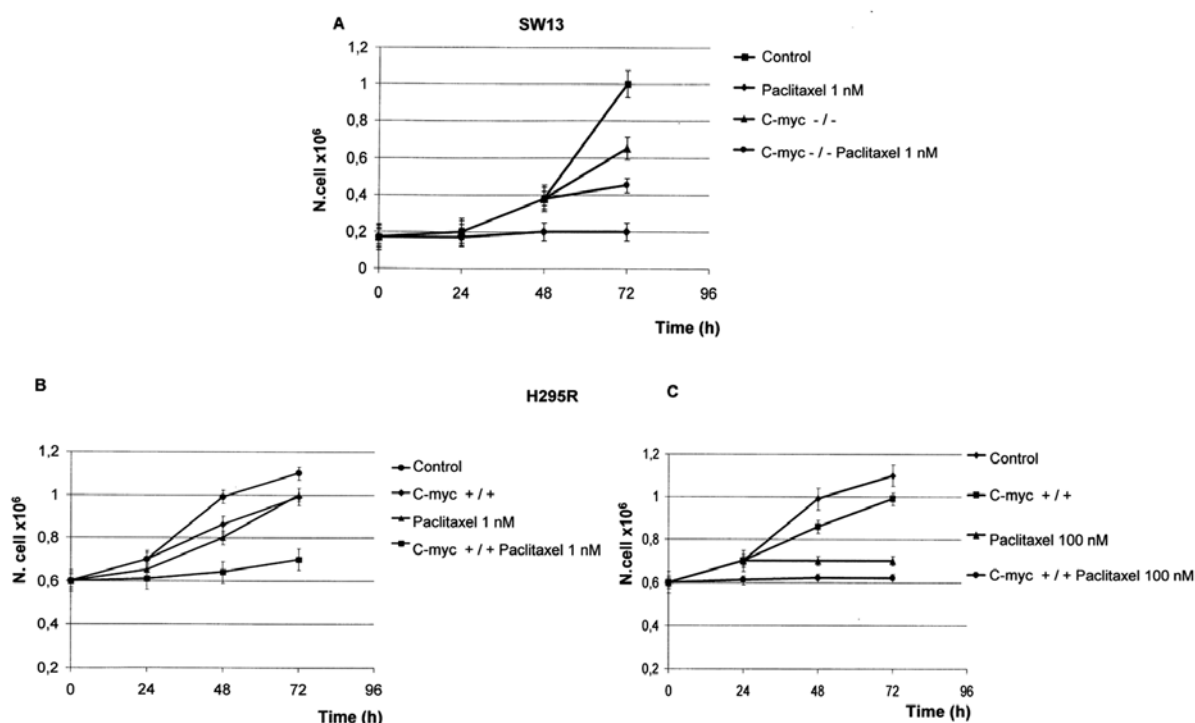 A
SW13
1,2
1
0,8
0,6
0,4
0,2
0
N.cell x10⁶
0 24 48 72 96
Time (h)
Control
Paclitaxel 1 nM
C-myc - / -
C-myc - / - Paclitaxel 1 nM
B
H295R
C
1,2
1
0,8
0,6
0,4
0,2
N. cell x10⁶
0 24 48 72 96
Time (h)
Control
C-myc + / +
Paclitaxel 1 nM
C-myc + / + Paclitaxel 1 nM
1,2
1
0,8
0,6
0,4
0,2
N.cell x10⁶
0 24 48 72 96
Time (h)
Control
C-myc + / +
Paclitaxel 100 nM
C-myc + / + Paclitaxel 100 nM